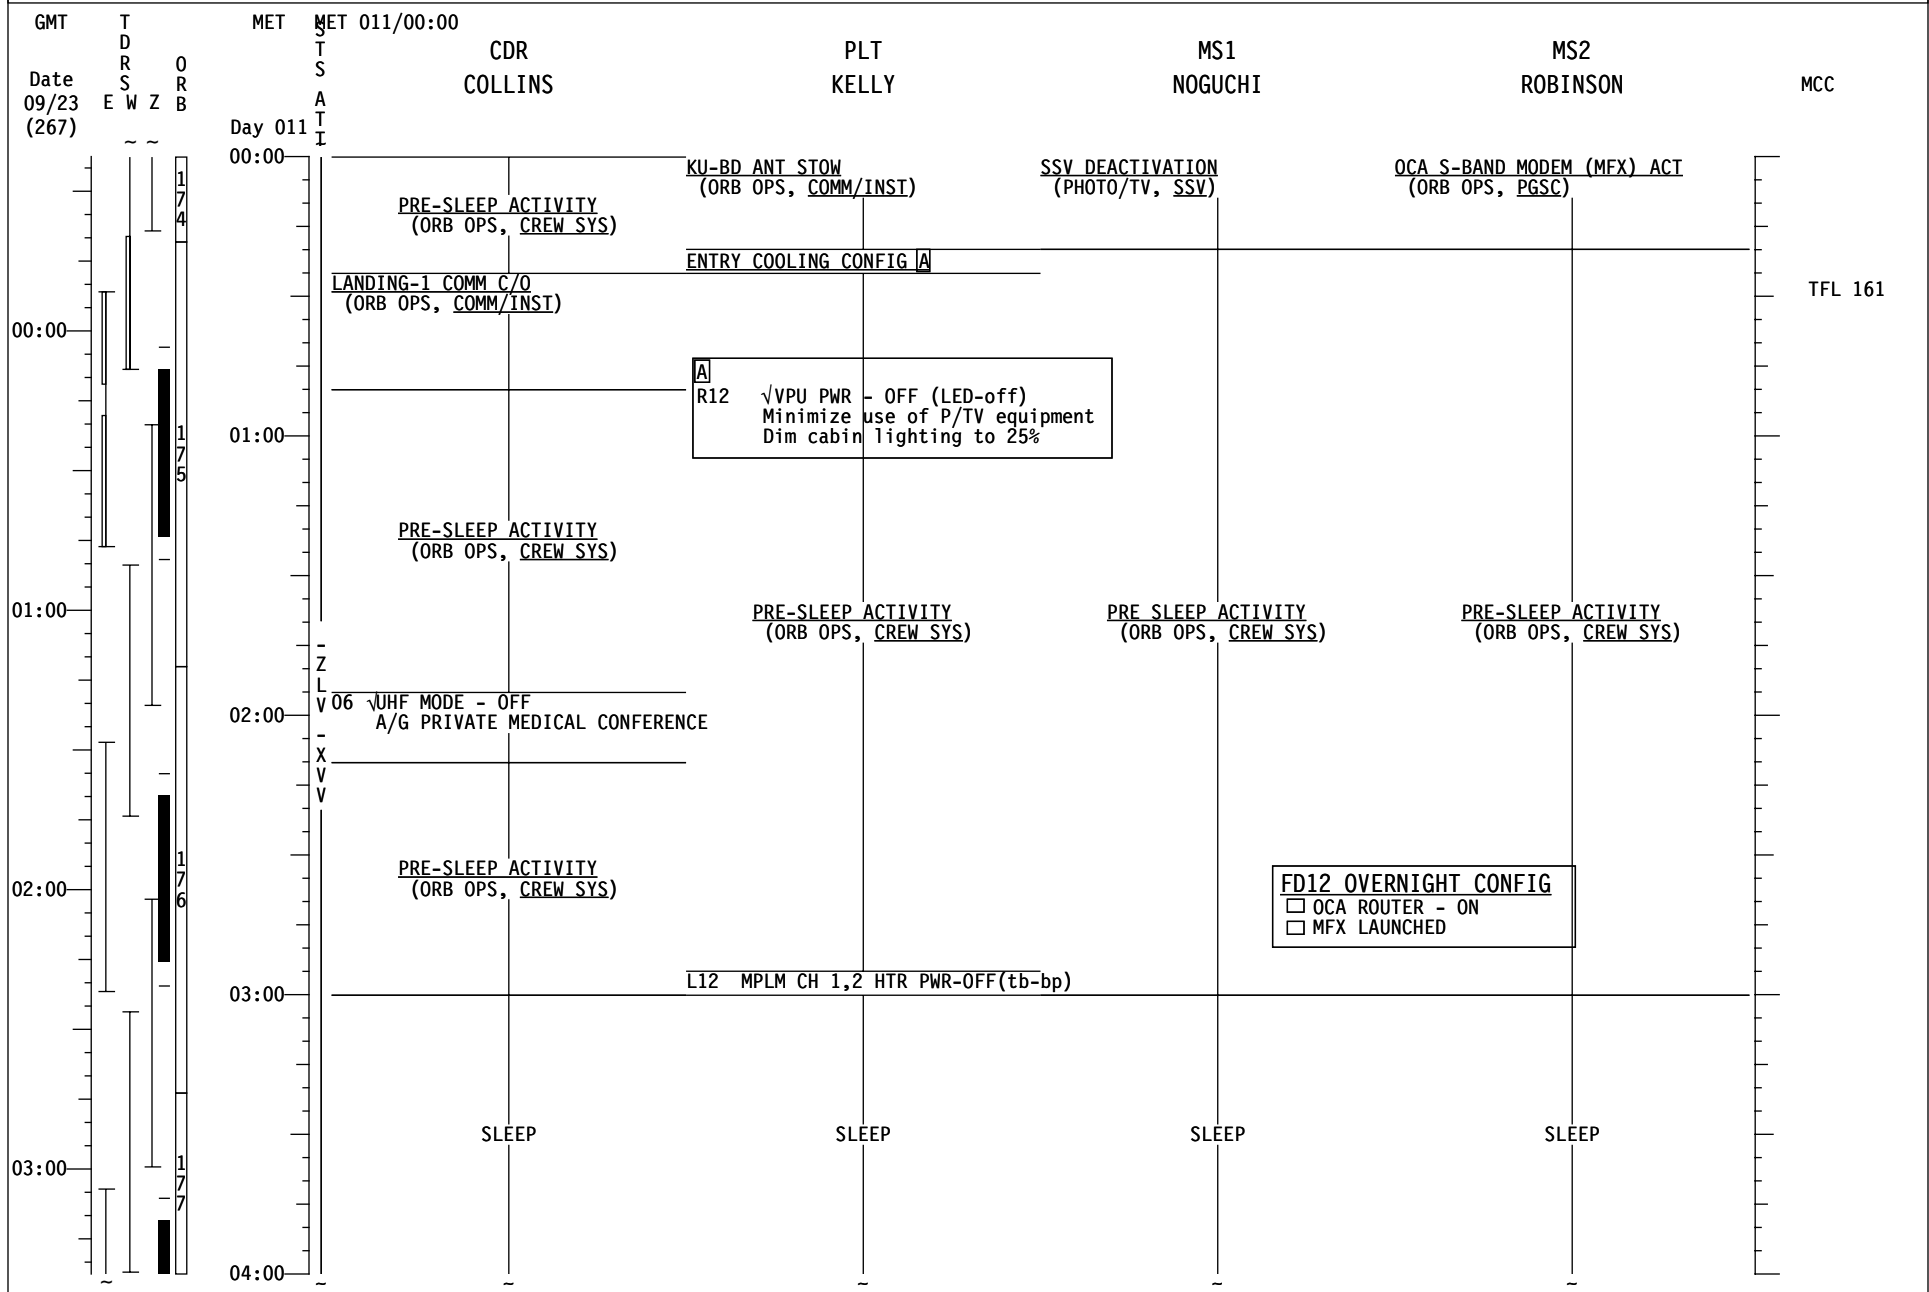 GMT
TDRS
MET
MET 011/00:00
STS ATT
ORB
CDR
PLT
MS1
MS2
Date
COLLINS
KELLY
NOGUCHI
ROBINSON
MCC
09/23
E W Z
(267)
Day 011
~ ~
00:00
KU-BD ANT STOW
(ORB OPS, COMM/INST)
SSV DEACTIVATION
(PHOTO/TV, SSV)
OCA S-BAND MODEM (MFX) ACT
(ORB OPS, PGSC)
174
PRE-SLEEP ACTIVITY
(ORB OPS, CREW SYS)
ENTRY COOLING CONFIG A
LANDING-1 COMM C/O
(ORB OPS, COMM/INST)
TFL 161
00:00
A
R12 √VPU PWR - OFF (LED-off)
Minimize use of P/TV equipment
Dim cabin lighting to 25%
01:00
175
PRE-SLEEP ACTIVITY
(ORB OPS, CREW SYS)
01:00
PRE-SLEEP ACTIVITY
(ORB OPS, CREW SYS)
PRE SLEEP ACTIVITY
(ORB OPS, CREW SYS)
PRE-SLEEP ACTIVITY
(ORB OPS, CREW SYS)
-ZLV -XVV
O6 √UHF MODE - OFF
A/G PRIVATE MEDICAL CONFERENCE
02:00
176
PRE-SLEEP ACTIVITY
(ORB OPS, CREW SYS)
02:00
FD12 OVERNIGHT CONFIG
□ OCA ROUTER - ON
□ MFX LAUNCHED
L12 MPLM CH 1,2 HTR PWR-OFF(tb-bp)
03:00
SLEEP
SLEEP
SLEEP
SLEEP
03:00
177
04:00
~ ~ ~ ~ ~ ~